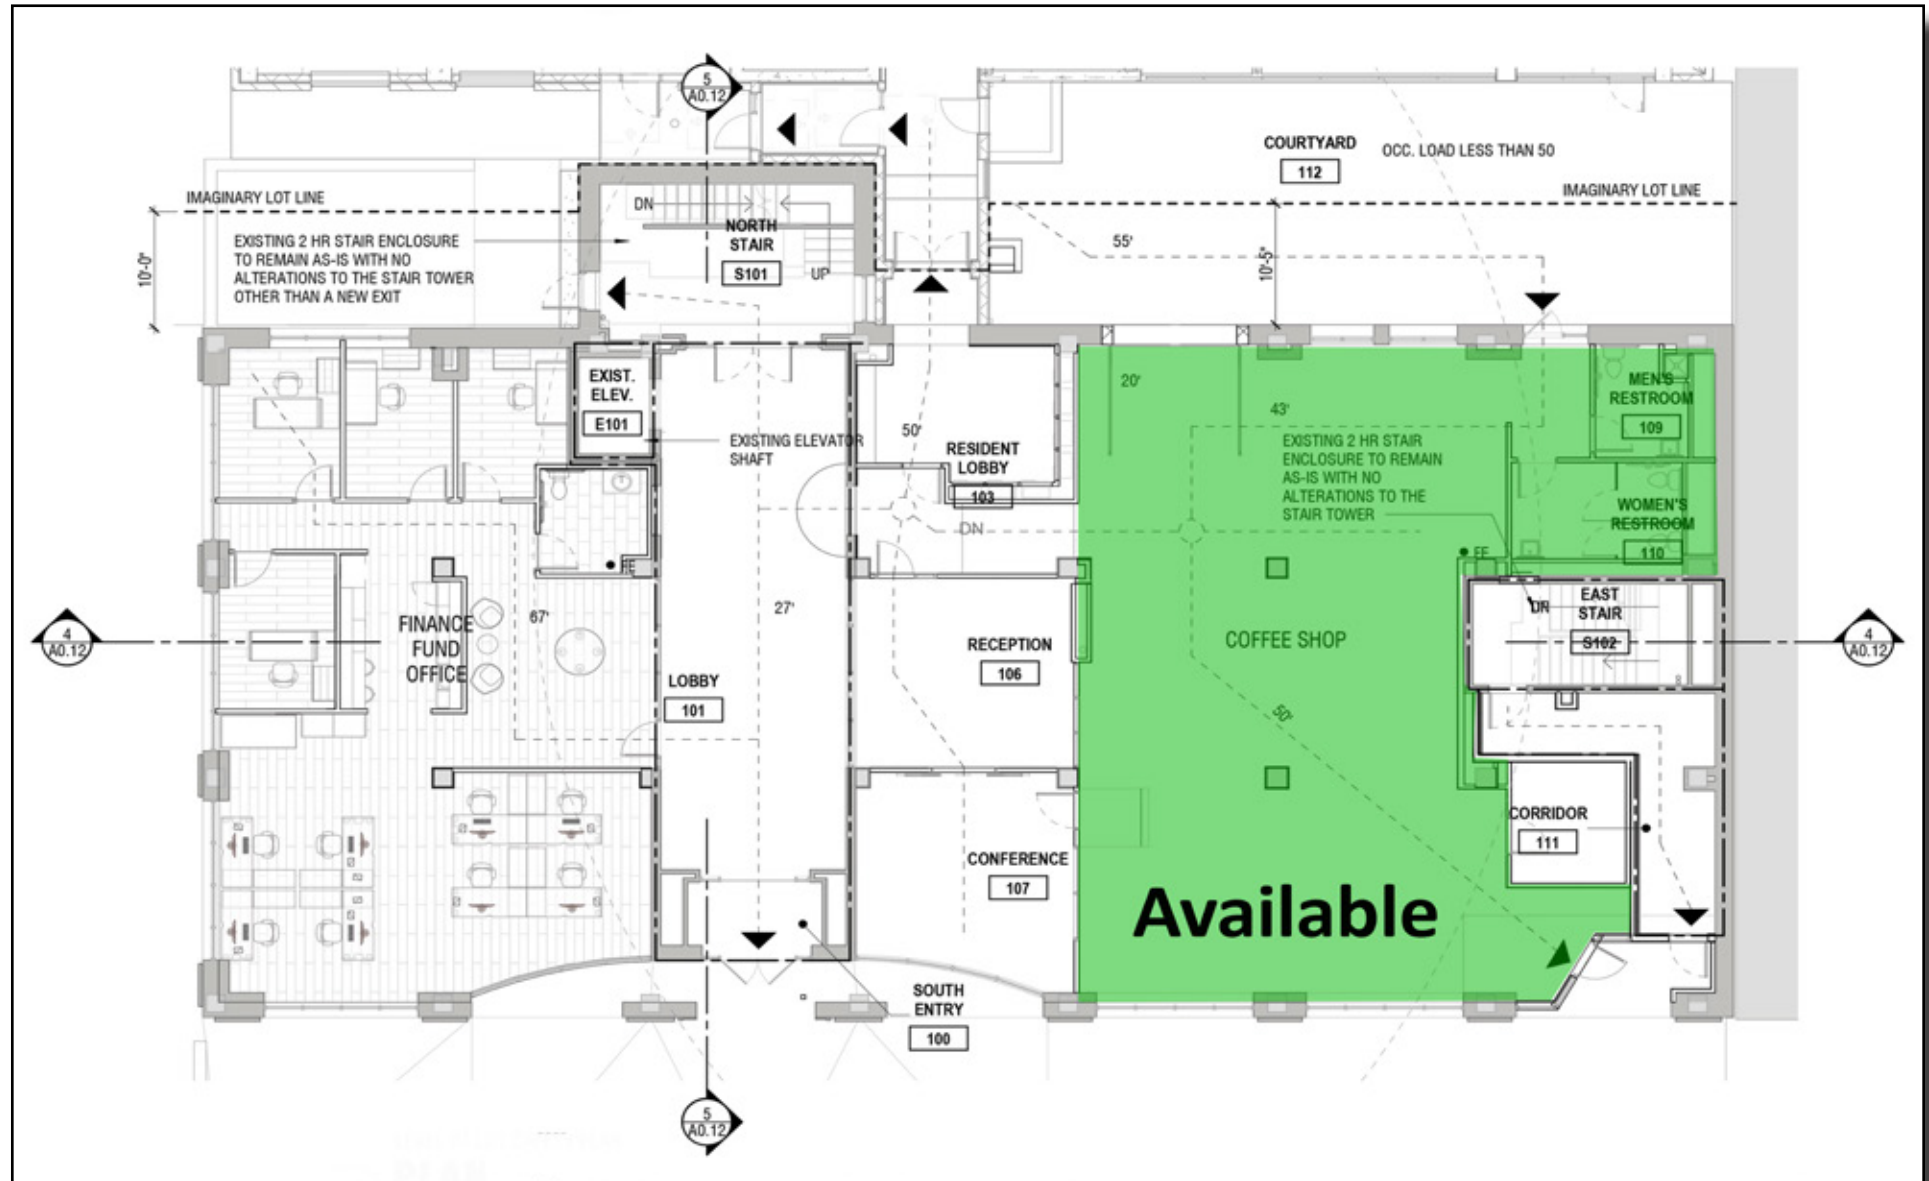 5
A0.12
COURTYARD
112
OCC. LOAD LESS THAN 50
IMAGINARY LOT LINE
IMAGINARY LOT LINE
DN
NORTH
STAIR
S101
UP
EXISTING 2 HR STAIR ENCLOSURE
TO REMAIN AS-IS WITH NO
ALTERATIONS TO THE STAIR TOWER
OTHER THAN A NEW EXIT
10'-0"
55'
10'-5"
EXIST.
ELEV.
E101
EXISTING ELEVATOR
SHAFT
50'
RESIDENT
LOBBY
103
DN
20'
43'
EXISTING 2 HR STAIR
ENCLOSURE TO REMAIN
AS-IS WITH NO
ALTERATIONS TO THE
STAIR TOWER
MEN'S
RESTROOM
109
WOMEN'S
RESTROOM
110
FE
FE
4
A0.12
FINANCE
FUND
OFFICE
67'
27'
LOBBY
101
RECEPTION
106
COFFEE SHOP
DN
EAST
STAIR
S102
4
A0.12
50'
CORRIDOR
111
CONFERENCE
107
Available
SOUTH
ENTRY
100
5
A0.12